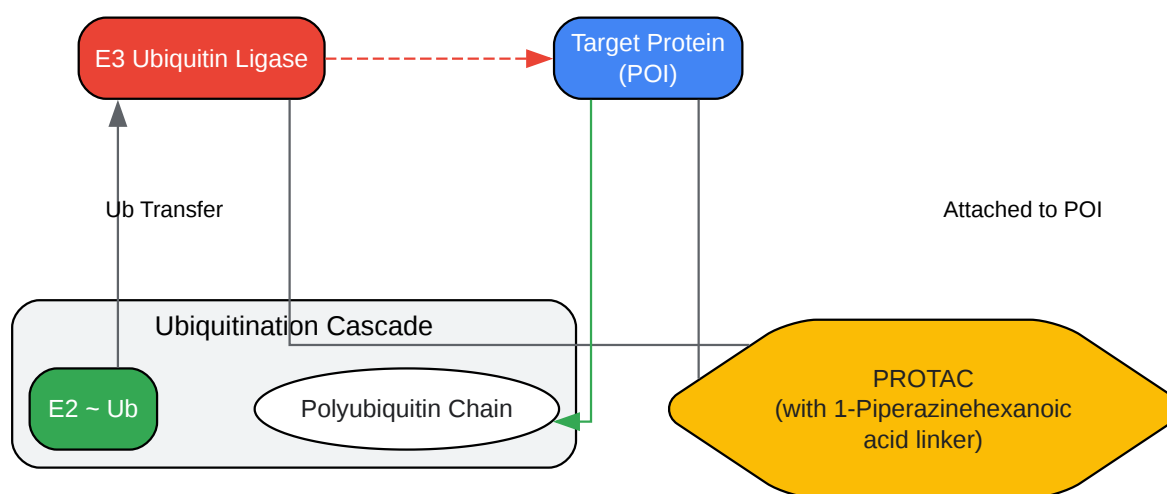 E3 Ubiquitin Ligase
Target Protein
(POI)
Ub Transfer
Attached to POI
Ubiquitination Cascade
E2 ~ Ub
Polyubiquitin Chain
PROTAC
(with 1-Piperazinehexanoic
acid linker)